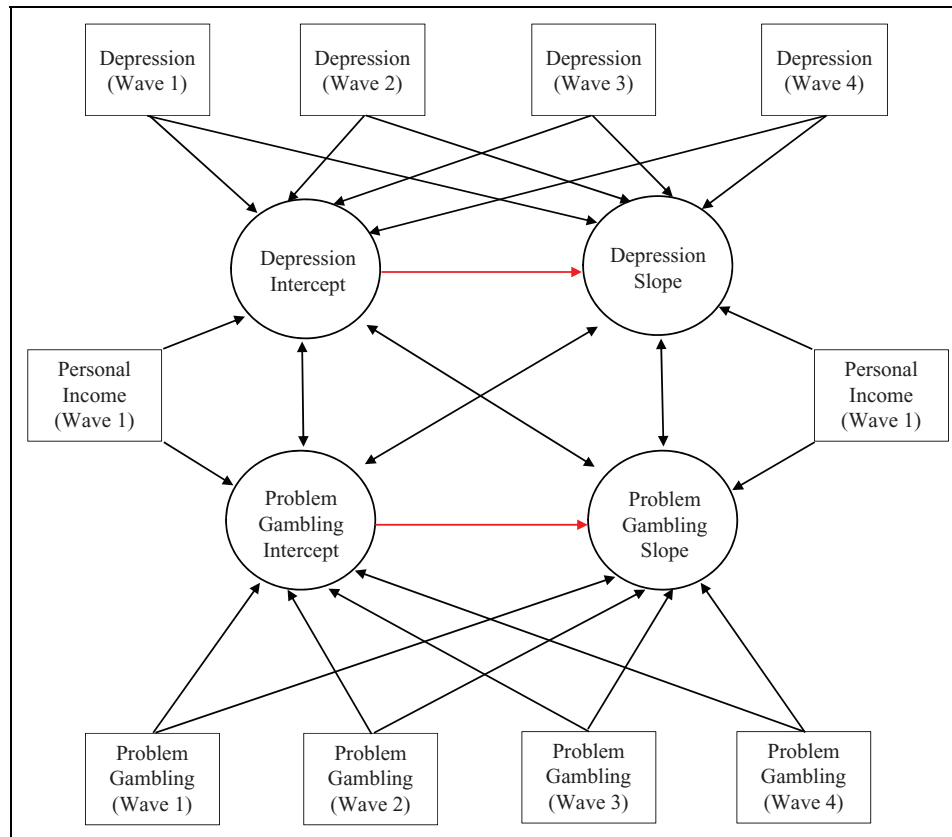 Depression
(Wave 1)
Depression
(Wave 2)
Depression
(Wave 3)
Depression
(Wave 4)
Depression
Intercept
Depression
Slope
Personal
Income
(Wave 1)
Personal
Income
(Wave 1)
Problem
Gambling
Intercept
Problem
Gambling
Slope
Problem
Gambling
(Wave 1)
Problem
Gambling
(Wave 2)
Problem
Gambling
(Wave 3)
Problem
Gambling
(Wave 4)